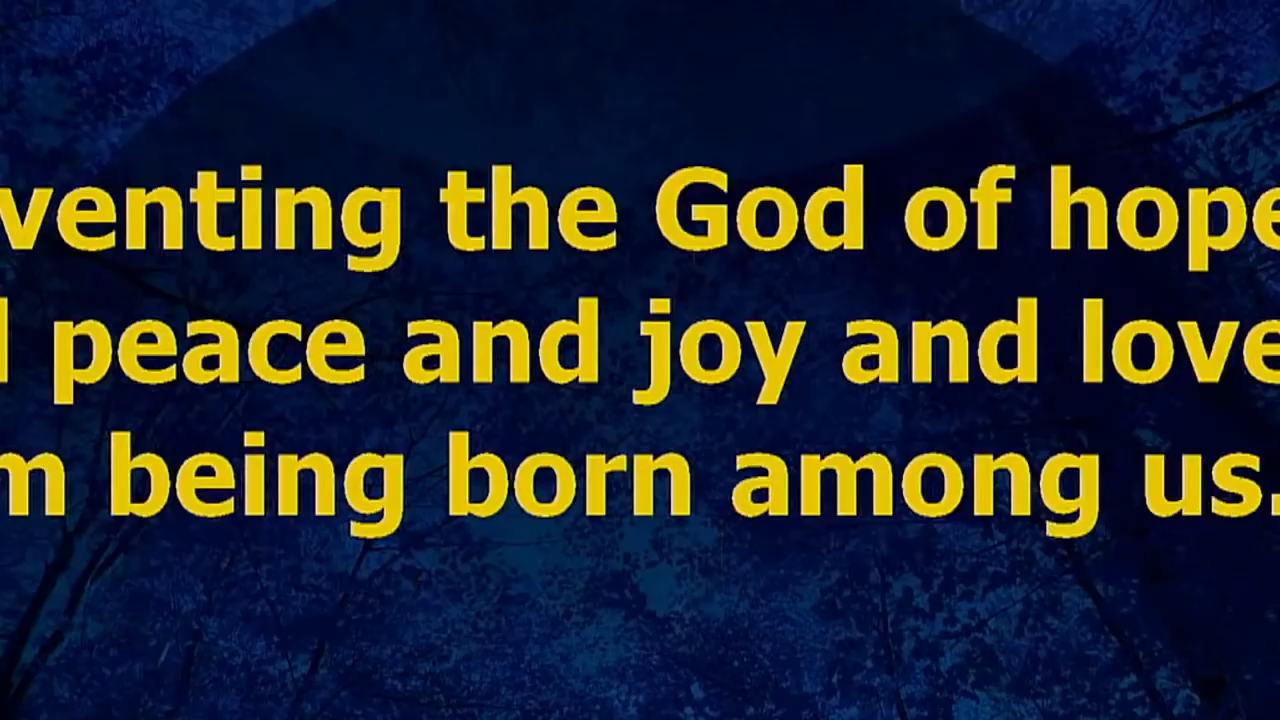 venting the God of hope
peace and joy and love
m being born among us.